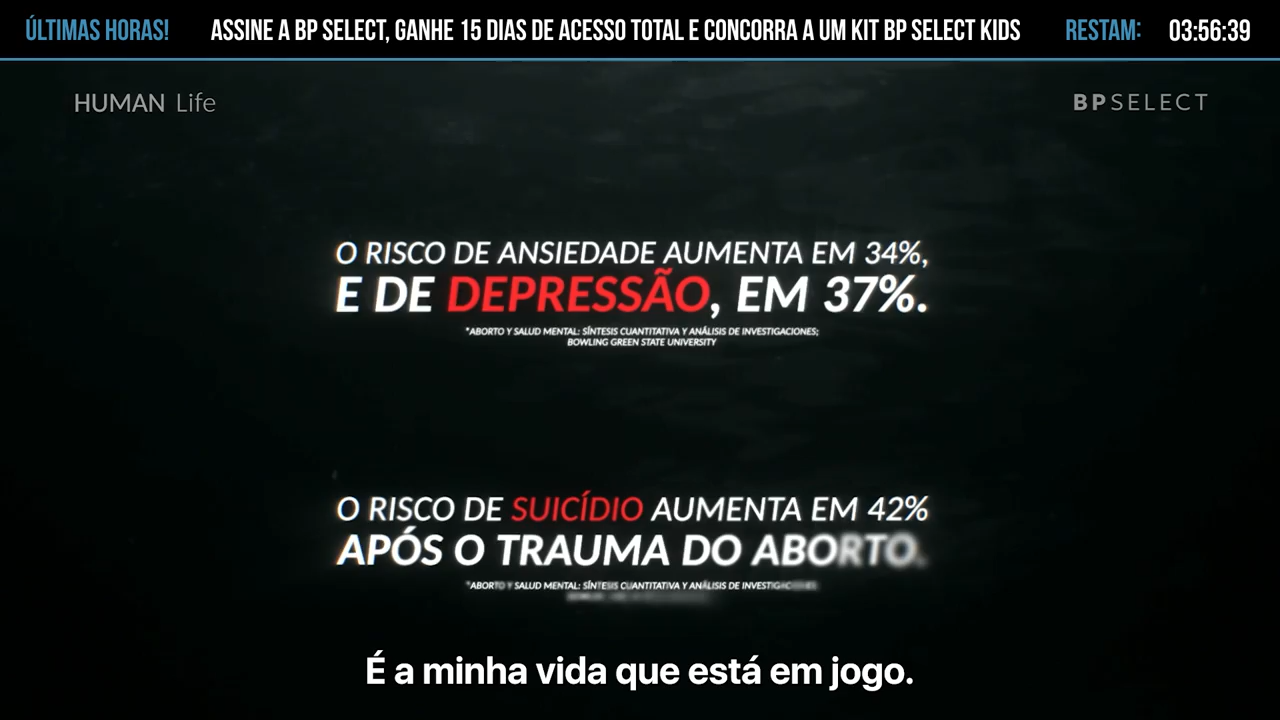 ÚLTIMAS HORAS! ASSINE A BP SELECT, GANHE 15 DIAS DE ACESSO TOTAL E CONCORRA A UM KIT BP SELECT KIDS RESTAM: 03:56:39
HUMAN Life
BPSELECT
O RISCO DE ANSIEDADE AUMENTA EM 34%,
E DE DEPRESSÃO, EM 37%.
*ABORTO Y SALUD MENTAL: SÍNTESIS CUANTITATIVA Y ANÁLISIS DE INVESTIGACIONES;
BOWLING GREEN STATE UNIVERSITY
O RISCO DE SUICÍDIO AUMENTA EM 42%
APÓS O TRAUMA DO ABORTO.
*ABORTO Y SALUD MENTAL: SÍNTESIS CUANTITATIVA Y ANÁLISIS DE
É a minha vida que está em jogo.